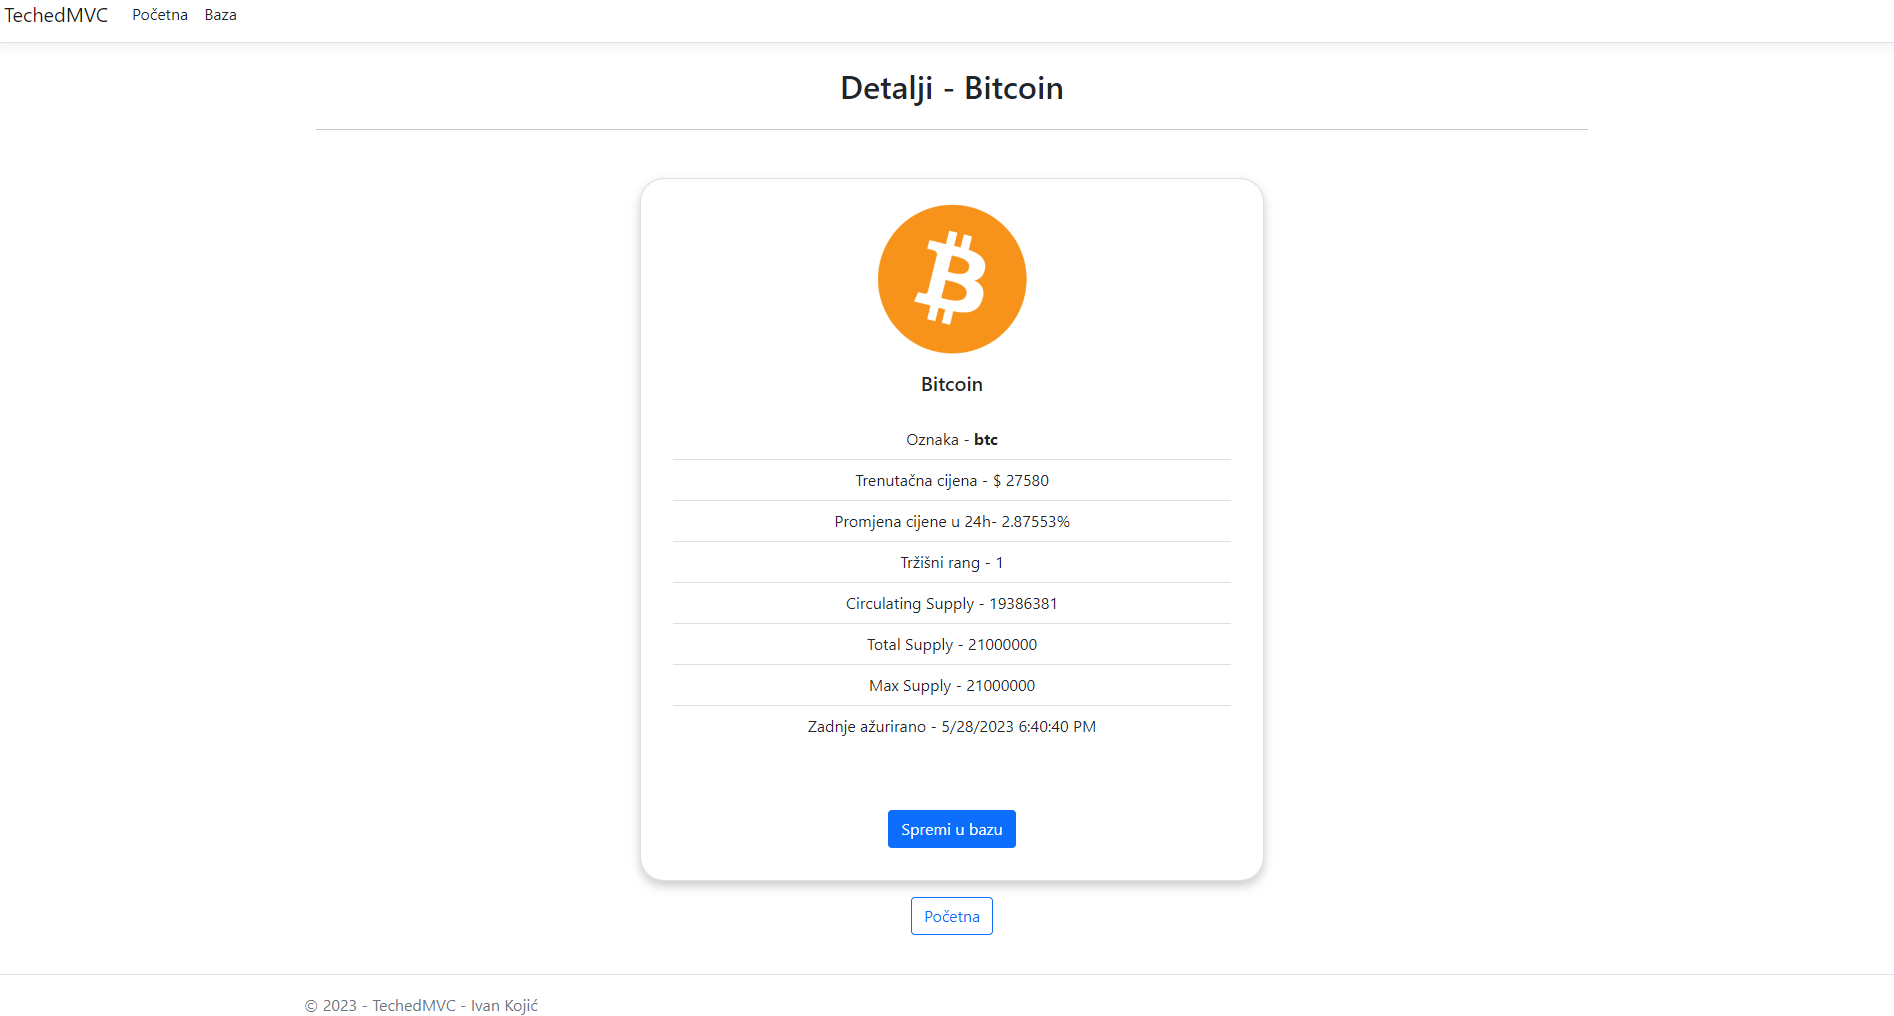 TechedMVC Početna Baza
Detalji - Bitcoin
Bitcoin
Oznaka - btc
Trenutačna cijena - $ 27580
Promjena cijene u 24h- 2.87553%
Tržišni rang - 1
Circulating Supply - 19386381
Total Supply - 21000000
Max Supply - 21000000
Zadnje ažurirano - 5/28/2023 6:40:40 PM
Spremi u bazu
Početna
© 2023 - TechedMVC - Ivan Kojić